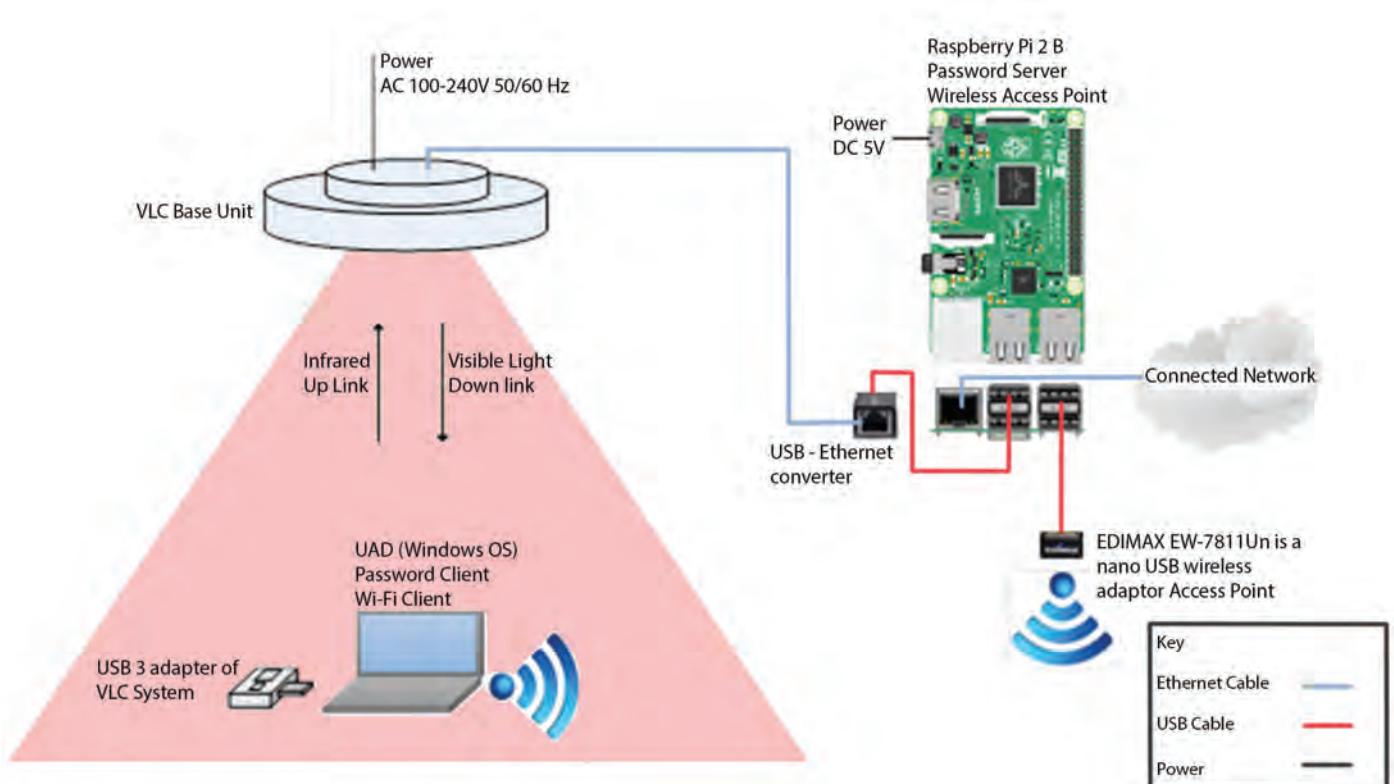 Power
AC 100-240V 50/60 Hz
VLC Base Unit
Infrared
Up Link
Visible Light
Down link
UAD (Windows OS)
Password Client
Wi-Fi Client
USB 3 adapter of
VLC System
Raspberry Pi 2 B
Password Server
Wireless Access Point
Power
DC 5V
Connected Network
USB - Ethernet
converter
EDIMAX EW-7811Un is a
nano USB wireless
adaptor Access Point
Key
Ethernet Cable
USB Cable
Power